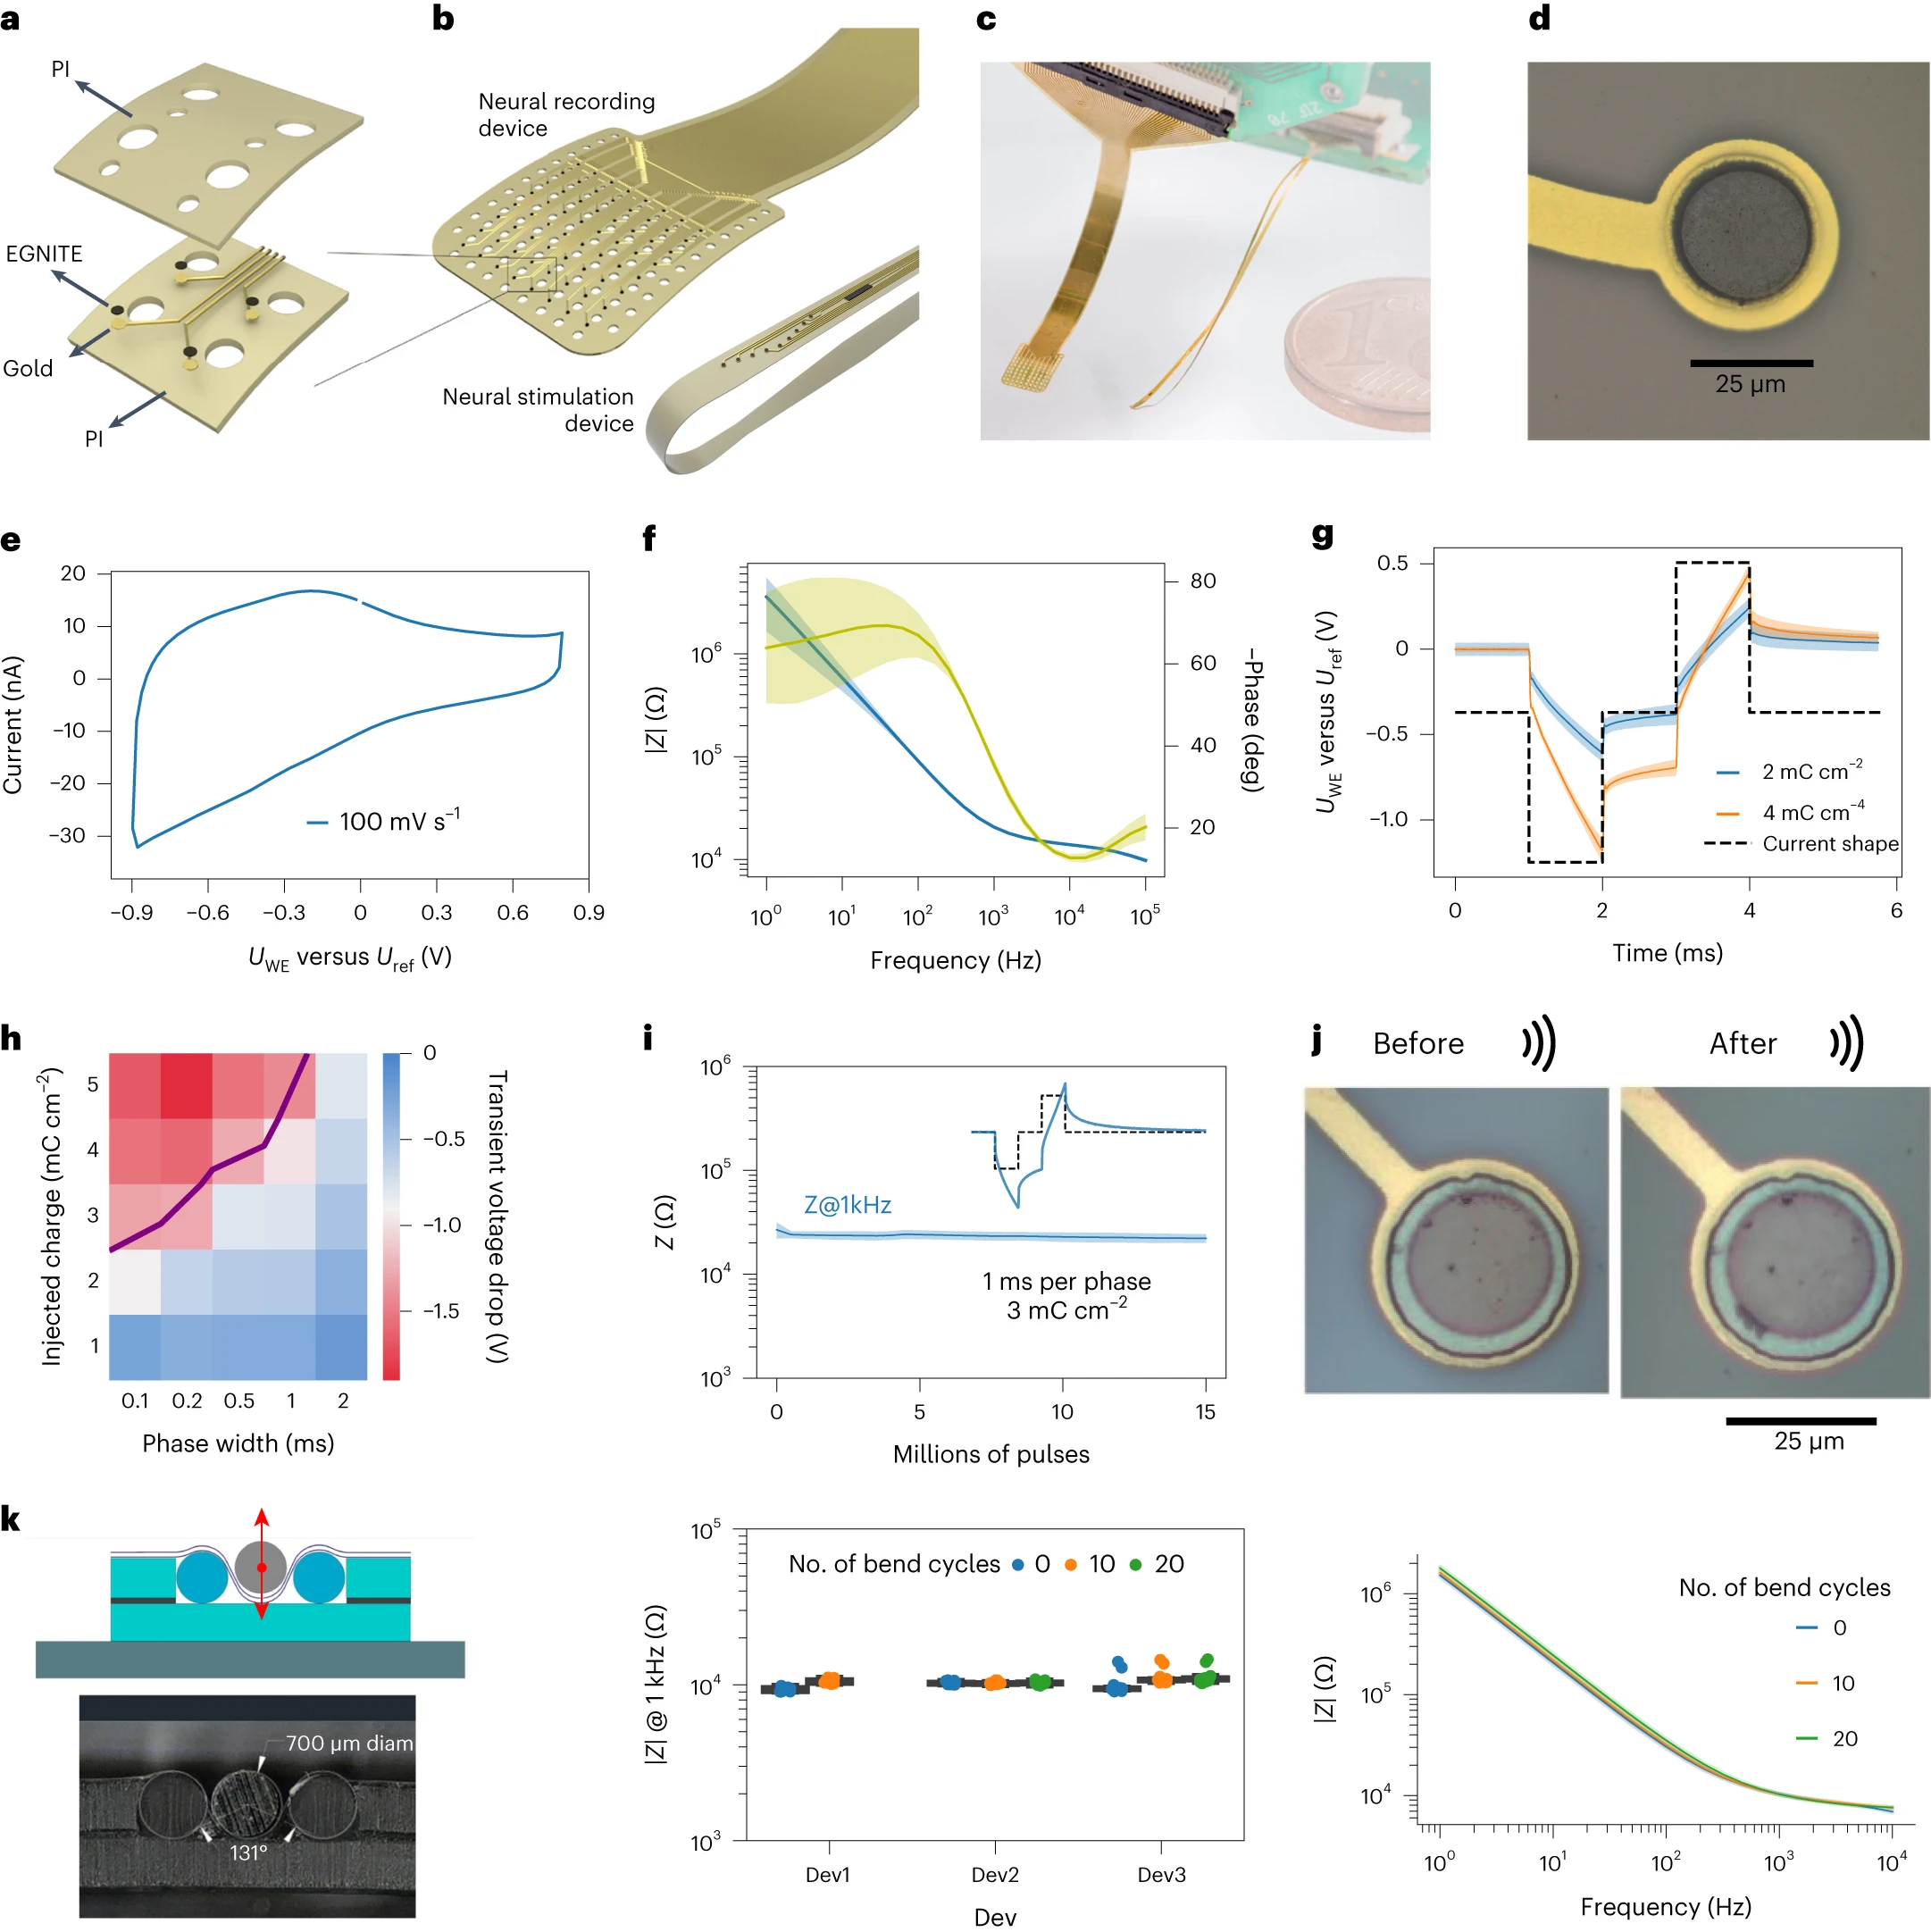 a
b
c
d
PI
Neural recording
device
EGNITE
Gold
PI
Neural stimulation
device
1
25 µm
e
f
g
20
10
0
−10
−20
−30
Current (nA)
100 mV s⁻¹
−0.9 −0.6 −0.3 0 0.3 0.6 0.9
U_WE versus U_ref (V)
10⁶
10⁵
10⁴
|Z| (Ω)
80
60
40
20
−Phase (deg)
10⁰ 10¹ 10² 10³ 10⁴ 10⁵
Frequency (Hz)
0.5
0
−0.5
−1.0
U_WE versus U_ref (V)
2 mC cm⁻²
4 mC cm⁻⁴
Current shape
0 2 4 6
Time (ms)
h
i
j
Injected charge (mC cm⁻²)
5
4
3
2
1
0.1 0.2 0.5 1 2
Phase width (ms)
0
−0.5
−1.0
−1.5
Transient voltage drop (V)
10⁶
10⁵
10⁴
10³
Z (Ω)
Z@1kHz
1 ms per phase
3 mC cm⁻²
0 5 10 15
Millions of pulses
Before
After
25 µm
k
700 µm diam
131°
10⁵
10⁴
10³
|Z| @ 1 kHz (Ω)
No. of bend cycles 0 10 20
Dev1 Dev2 Dev3
Dev
10⁶
10⁵
10⁴
|Z| (Ω)
No. of bend cycles
0
10
20
10⁰ 10¹ 10² 10³ 10⁴
Frequency (Hz)